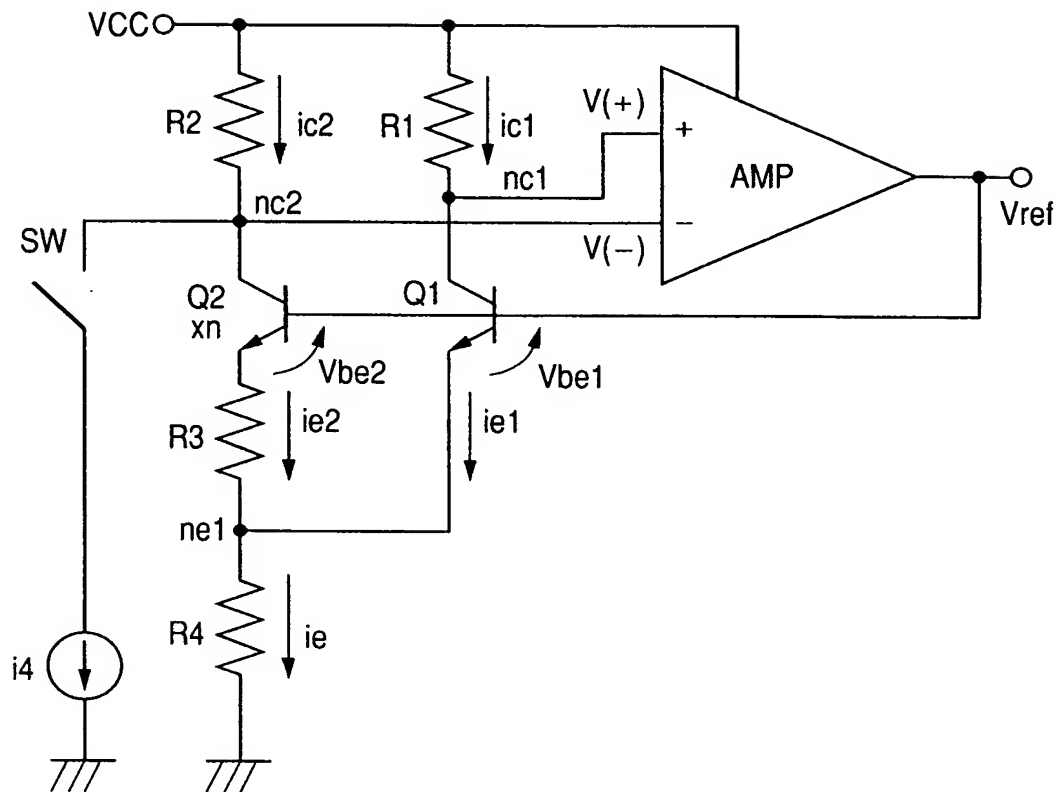 VCC
R2
ic2
R1
ic1
V(+)
+
AMP
nc1
nc2
V(−)
−
Vref
SW
Q2
xn
Q1
Vbe2
Vbe1
R3
ie2
ie1
ne1
R4
ie
i4